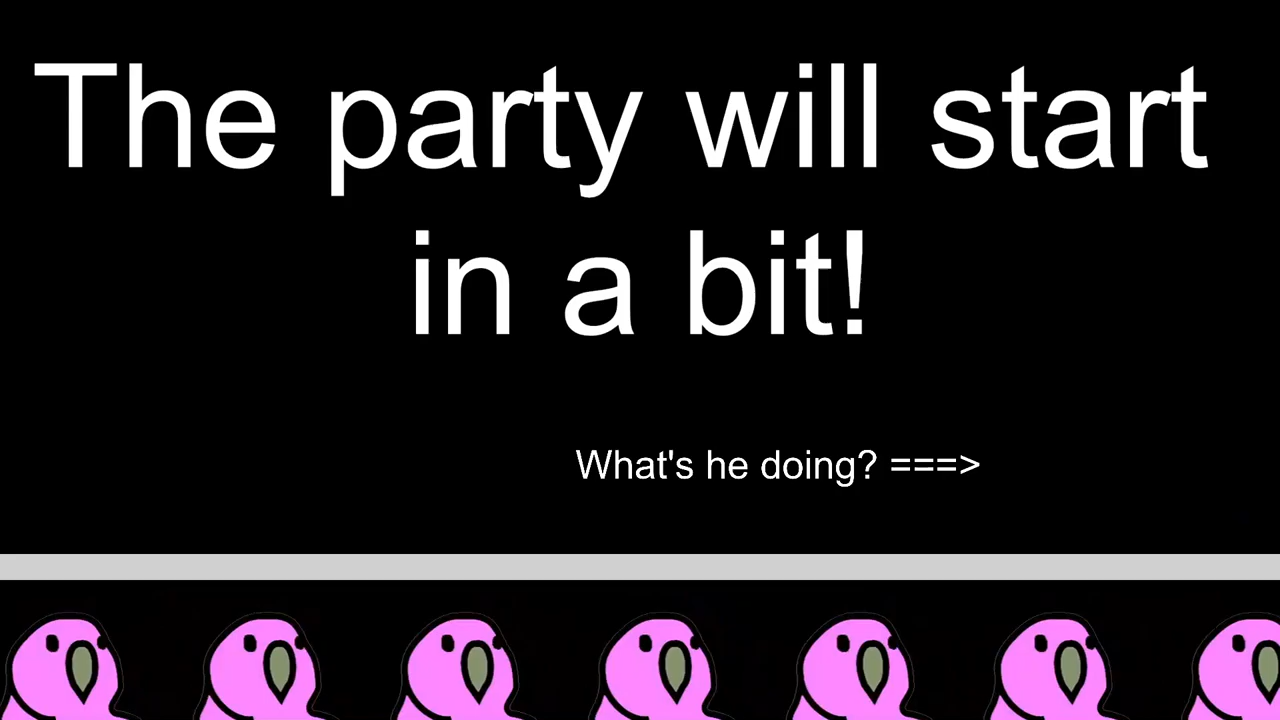 The party will start
in a bit!
What's he doing? ===>